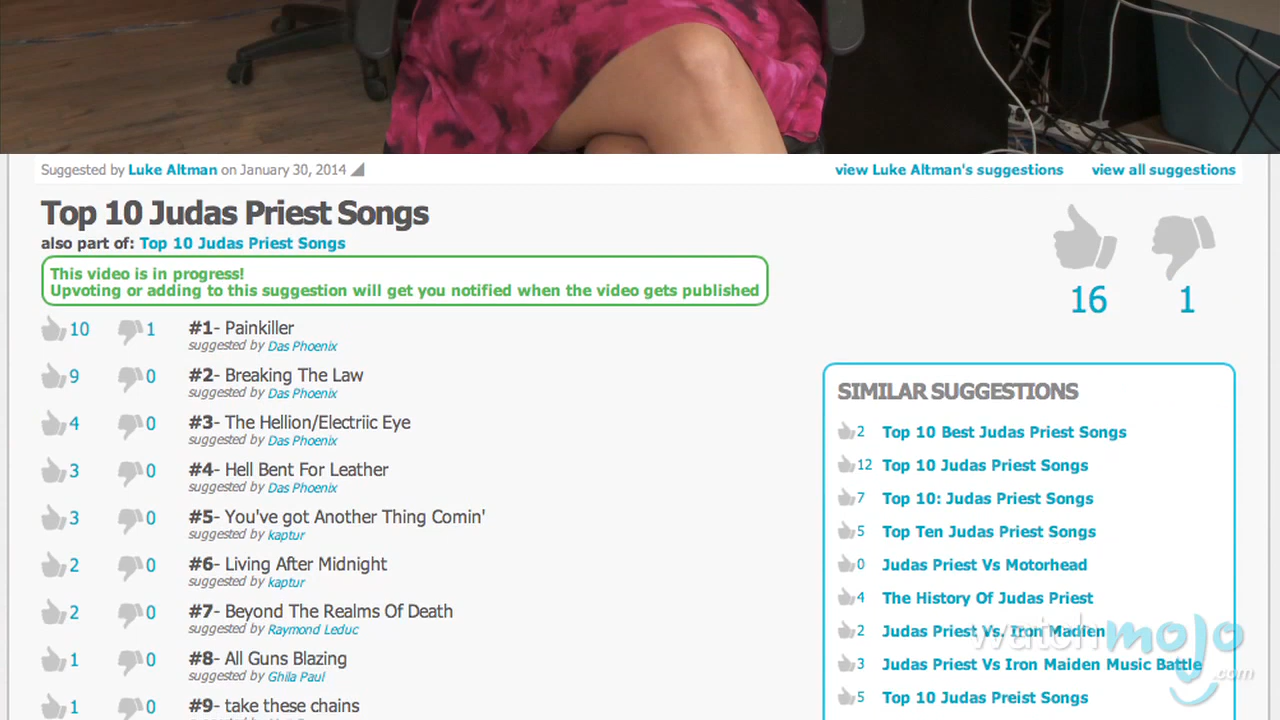 Suggested by Luke Altman on January 30, 2014
view Luke Altman's suggestions
view all suggestions
Top 10 Judas Priest Songs
also part of: Top 10 Judas Priest Songs
This video is in progress!
Upvoting or adding to this suggestion will get you notified when the video gets published
16
1
10 1 #1- Painkiller
suggested by Das Phoenix
9 0 #2- Breaking The Law
suggested by Das Phoenix
4 0 #3- The Hellion/Electriic Eye
suggested by Das Phoenix
3 0 #4- Hell Bent For Leather
suggested by Das Phoenix
3 0 #5- You've got Another Thing Comin'
suggested by kaptur
2 0 #6- Living After Midnight
suggested by kaptur
2 0 #7- Beyond The Realms Of Death
suggested by Raymond Leduc
1 0 #8- All Guns Blazing
suggested by Ghila Paul
1 0 #9- take these chains
SIMILAR SUGGESTIONS
2 Top 10 Best Judas Priest Songs
12 Top 10 Judas Priest Songs
7 Top 10: Judas Priest Songs
5 Top Ten Judas Priest Songs
0 Judas Priest Vs Motorhead
4 The History Of Judas Priest
2 Judas Priest Vs. Iron Madien
3 Judas Priest Vs Iron Maiden Music Battle
5 Top 10 Judas Preist Songs
watchmojo.com